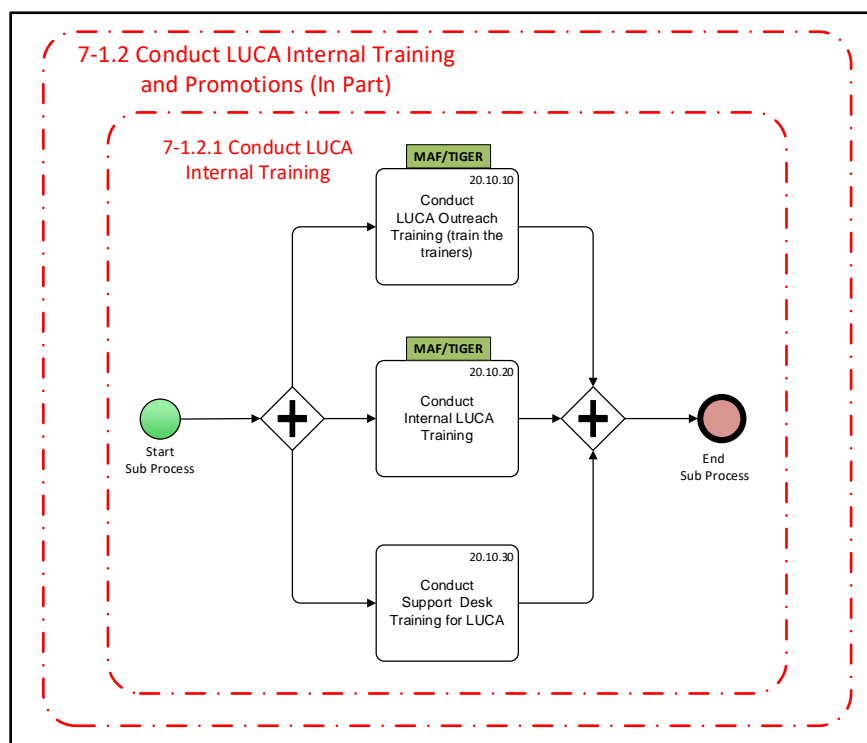 7-1.2 Conduct LUCA Internal Training
and Promotions (In Part)
7-1.2.1 Conduct LUCA
Internal Training
MAF/TIGER
20.10.10
Conduct
LUCA Outreach
Training (train the
trainers)
MAF/TIGER
20.10.20
Conduct
Internal LUCA
Training
Start
Sub Process
End
Sub Process
20.10.30
Conduct
Support Desk
Training for LUCA